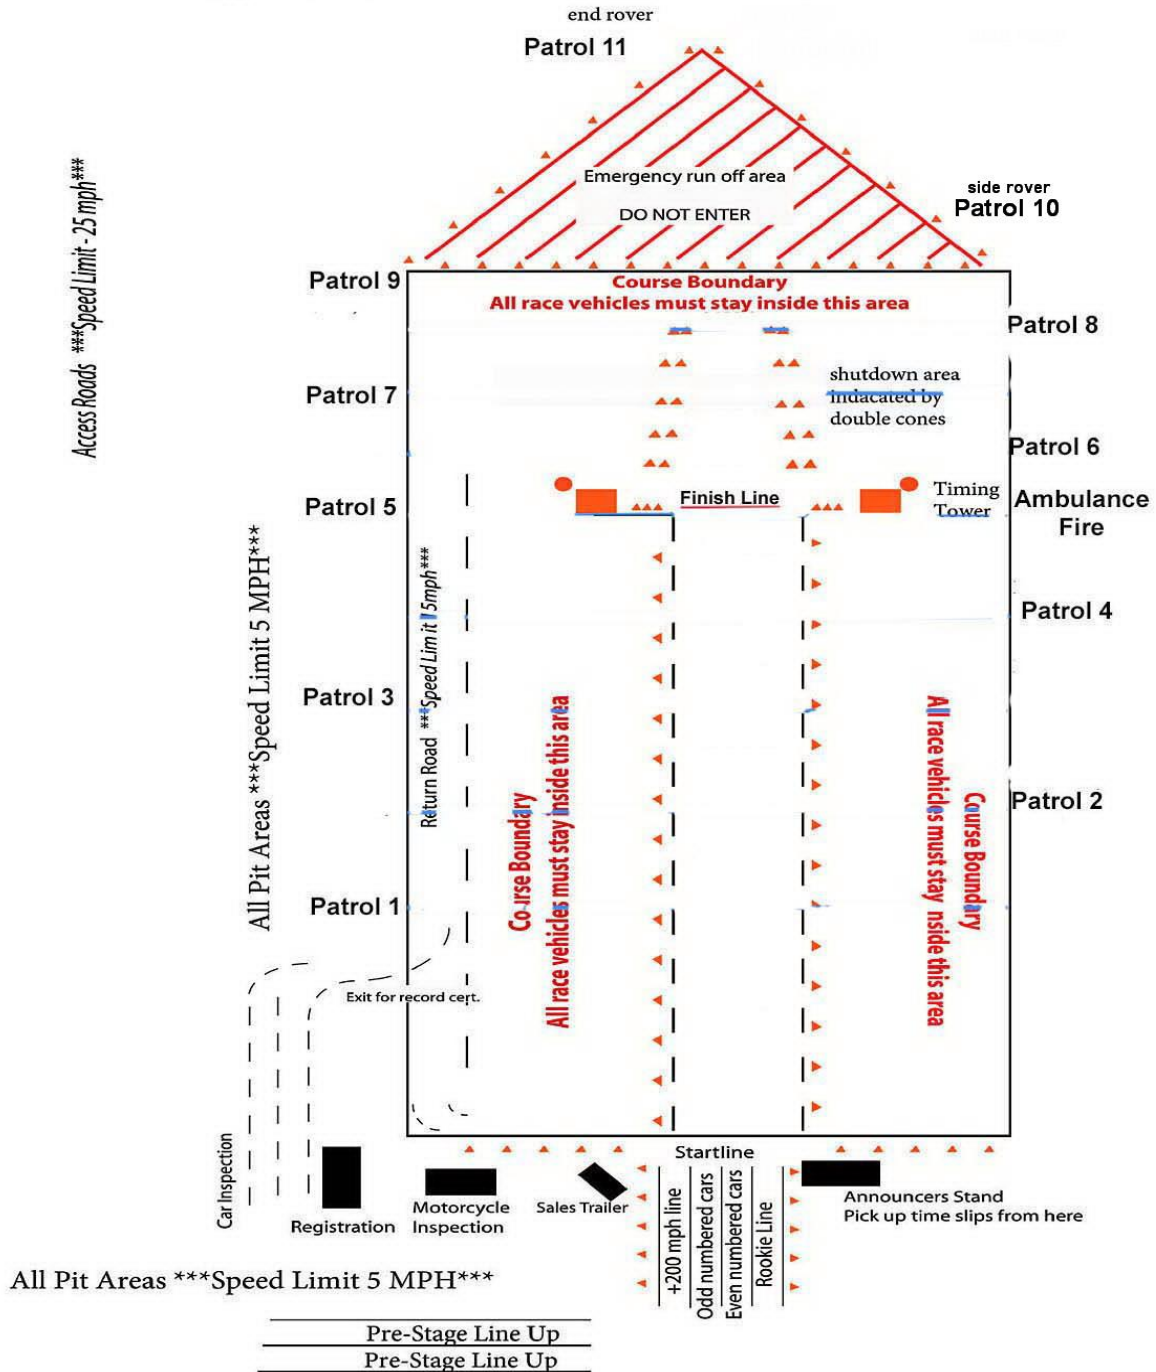 end rover
Patrol 11
Emergency run off area
DO NOT ENTER
side rover
Patrol 10
Access Roads ***Speed Limit - 25 mph***
Patrol 9
Course Boundary
All race vehicles must stay inside this area
Patrol 8
Patrol 7
shutdown area
indacated by
double cones
Patrol 6
Patrol 5
Finish Line
Timing
Tower
Ambulance
Fire
All Pit Areas ***Speed Limit 5 MPH***
Return Road ***Speed Lim it 15mph***
Patrol 4
Patrol 3
Course Boundary
All race vehicles must stay inside this area
All race vehicles must stay nside this area
Course Boundary
Patrol 2
Patrol 1
Exit for record cert.
Car Inspection
Registration
Motorcycle
Inspection
Sales Trailer
Startline
+200 mph line
Odd numbered cars
Even numbered cars
Rookie Line
Announcers Stand
Pick up time slips from here
All Pit Areas ***Speed Limit 5 MPH***
Pre-Stage Line Up
Pre-Stage Line Up